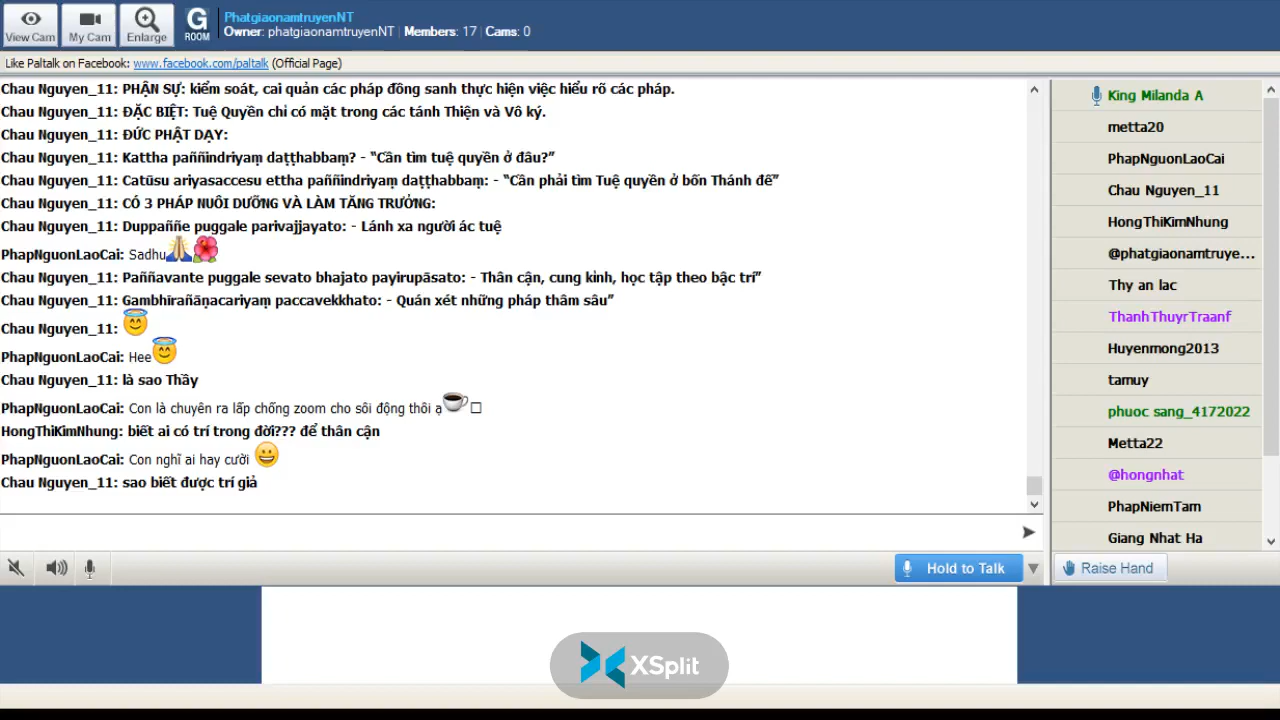 View Cam
My Cam
Enlarge
G
ROOM
PhatgiaonamtruyenNT
Owner: phatgiaonamtruyenNT Members: 17 Cams: 0
Like Paltalk on Facebook: www.facebook.com/paltalk (Official Page)
Chau Nguyen_11: PHẬN SỰ: kiểm soát, cai quản các pháp đồng sanh thực hiện việc hiểu rõ các pháp.
Chau Nguyen_11: ĐẶC BIỆT: Tuệ Quyền chỉ có mặt trong các tánh Thiện và Vô ký.
Chau Nguyen_11: ĐỨC PHẬT DẠY:
Chau Nguyen_11: Kattha paññindriyaṃ daṭṭhabbaṃ? - “Cần tìm tuệ quyền ở đâu?”
Chau Nguyen_11: Catūsu ariyasaccesu ettha paññindriyaṃ daṭṭhabbaṃ: - “Cần phải tìm Tuệ quyền ở bốn Thánh đế”
Chau Nguyen_11: CÓ 3 PHÁP NUÔI DƯỠNG VÀ LÀM TĂNG TRƯỞNG:
Chau Nguyen_11: Duppaññe puggale parivajjayato: - Lánh xa người ác tuệ
PhapNguonLaoCai: Sadhu🙏🌺
Chau Nguyen_11: Paññavante puggale sevato bhajato payirupāsato: - Thân cận, cung kỉnh, học tập theo bậc trí”
Chau Nguyen_11: Gambhīrañāṇacariyaṃ paccavekkhato: - Quán xét những pháp thâm sâu”
Chau Nguyen_11: 😇
PhapNguonLaoCai: Hee😇
Chau Nguyen_11: là sao Thầy
PhapNguonLaoCai: Con là chuyên ra lấp chống zoom cho sôi động thôi ạ☕□
HongThiKimNhung: biết ai có trí trong đời??? để thân cận
PhapNguonLaoCai: Con nghĩ ai hay cười 😀
Chau Nguyen_11: sao biết được trí giả
King Milanda A
metta20
PhapNguonLaoCai
Chau Nguyen_11
HongThiKimNhung
@phatgiaonamtruye...
Thy an lac
ThanhThuyrTraanf
Huyenmong2013
tamuy
phuoc sang_4172022
Metta22
@hongnhat
PhapNiemTam
Giang Nhat Ha
Hold to Talk
Raise Hand
XSplit